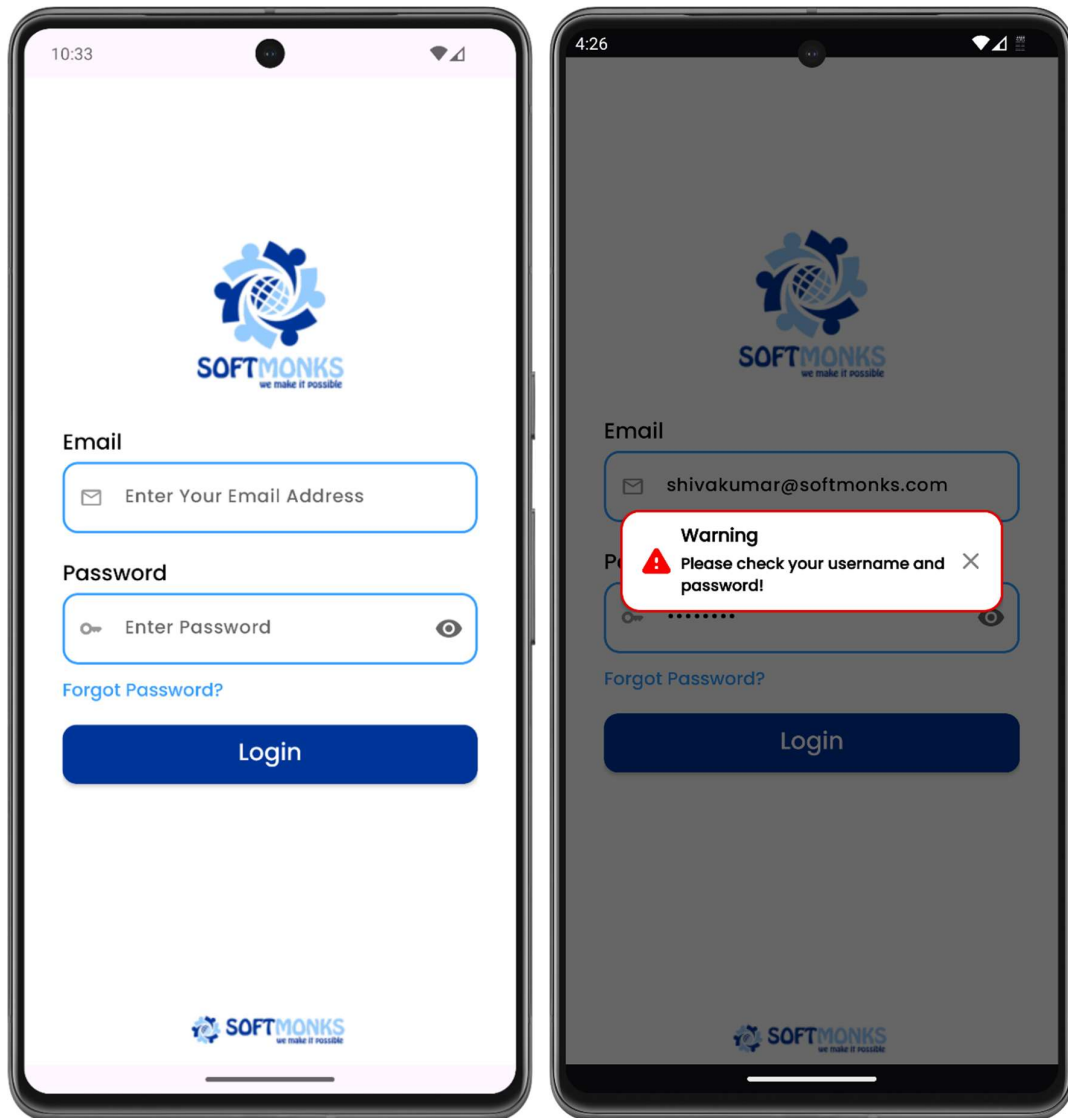 10:33
SOFTMONKS
we make it possible
Email
Enter Your Email Address
Password
Enter Password
Forgot Password?
Login
SOFTMONKS
we make it possible
4:26
SOFTMONKS
we make it possible
Email
shivakumar@softmonks.com
Warning
Please check your username and
password!
••••••••
Forgot Password?
Login
SOFTMONKS
we make it possible